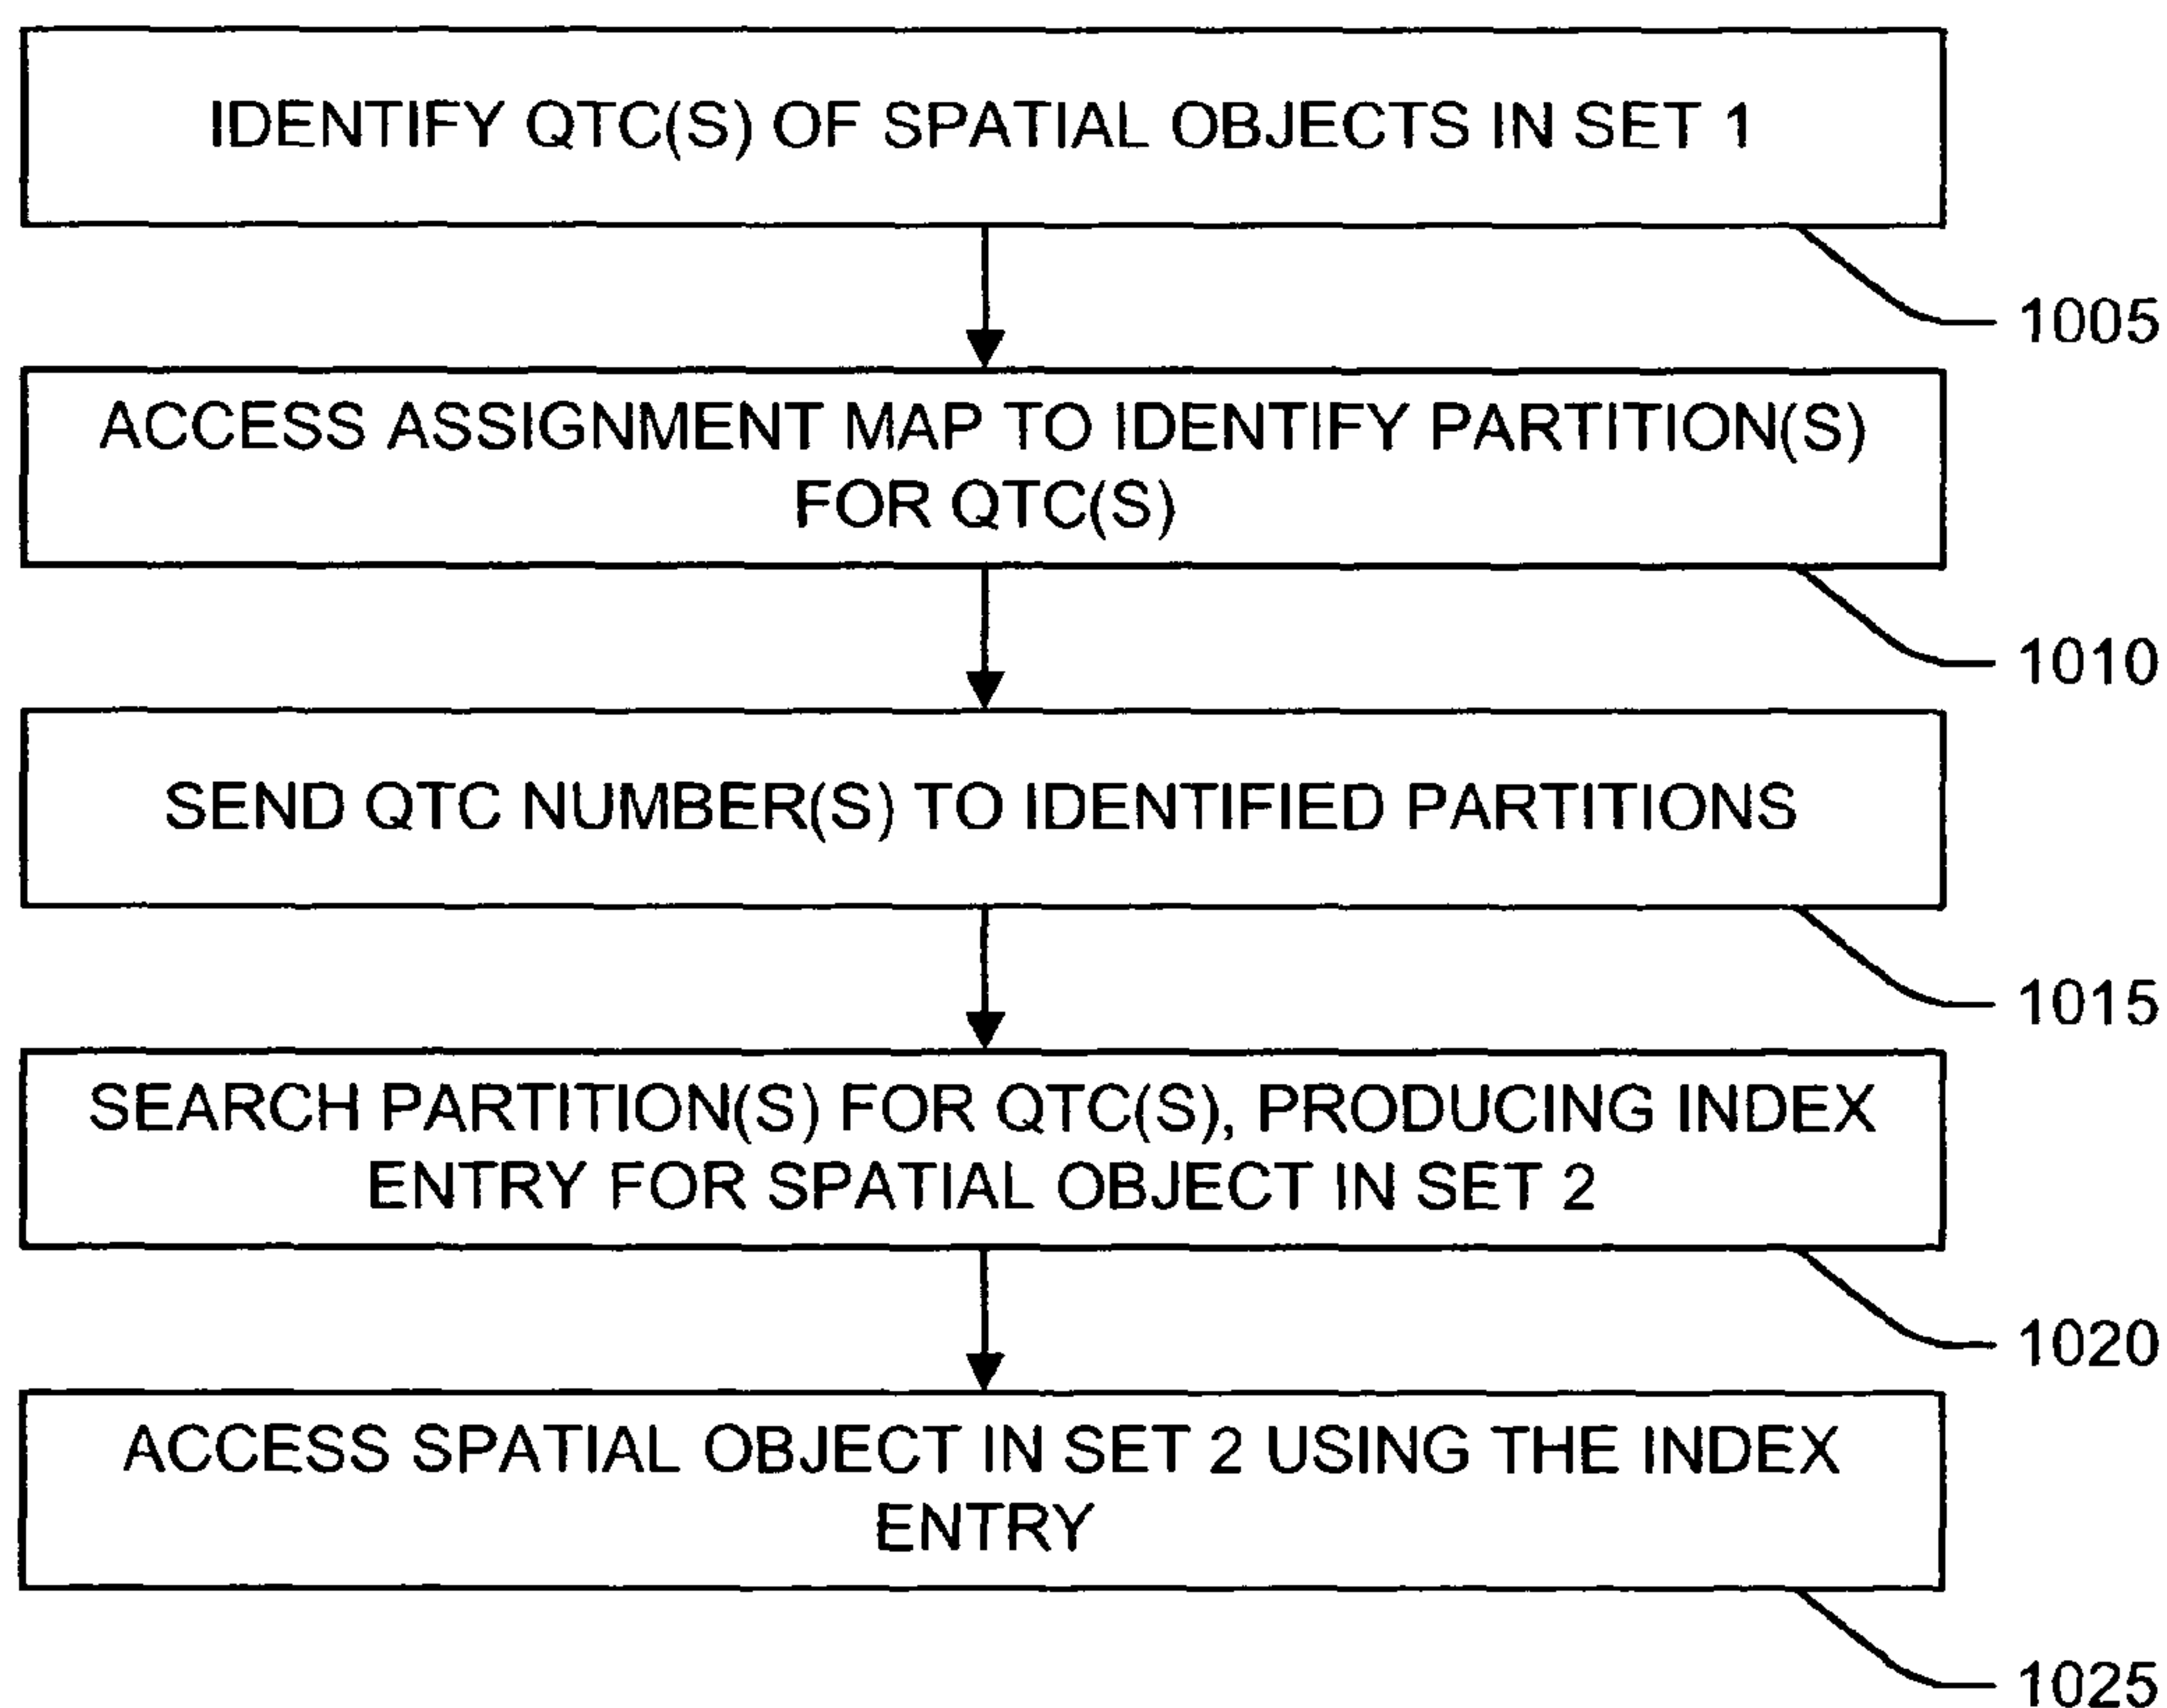 IDENTIFY QTC(S) OF SPATIAL OBJECTS IN SET 1
1005
ACCESS ASSIGNMENT MAP TO IDENTIFY PARTITION(S)
FOR QTC(S)
1010
SEND QTC NUMBER(S) TO IDENTIFIED PARTITIONS
1015
SEARCH PARTITION(S) FOR QTC(S), PRODUCING INDEX
ENTRY FOR SPATIAL OBJECT IN SET 2
1020
ACCESS SPATIAL OBJECT IN SET 2 USING THE INDEX
ENTRY
1025